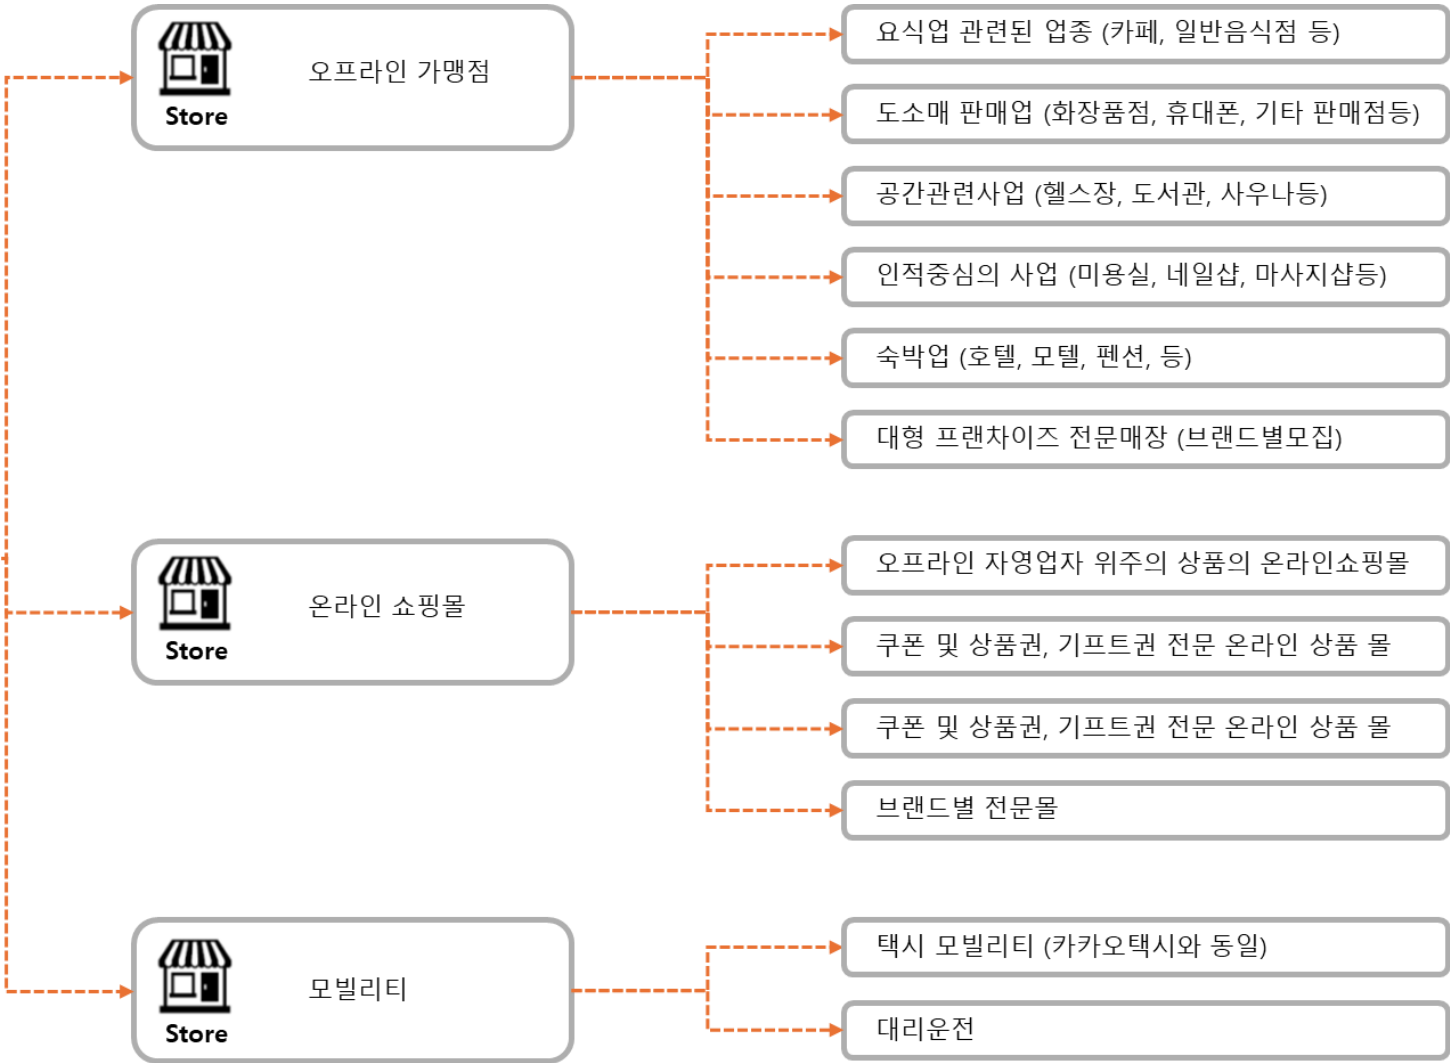 Store
오프라인 가맹점
요식업 관련된 업종 (카페, 일반음식점 등)
도소매 판매업 (화장품점, 휴대폰, 기타 판매점등)
공간관련사업 (헬스장, 도서관, 사우나등)
인적중심의 사업 (미용실, 네일샵, 마사지샵등)
숙박업 (호텔, 모텔, 펜션, 등)
대형 프랜차이즈 전문매장 (브랜드별모집)
Store
온라인 쇼핑몰
오프라인 자영업자 위주의 상품의 온라인쇼핑몰
쿠폰 및 상품권, 기프트권 전문 온라인 상품 몰
쿠폰 및 상품권, 기프트권 전문 온라인 상품 몰
브랜드별 전문몰
Store
모빌리티
택시 모빌리티 (카카오택시와 동일)
대리운전